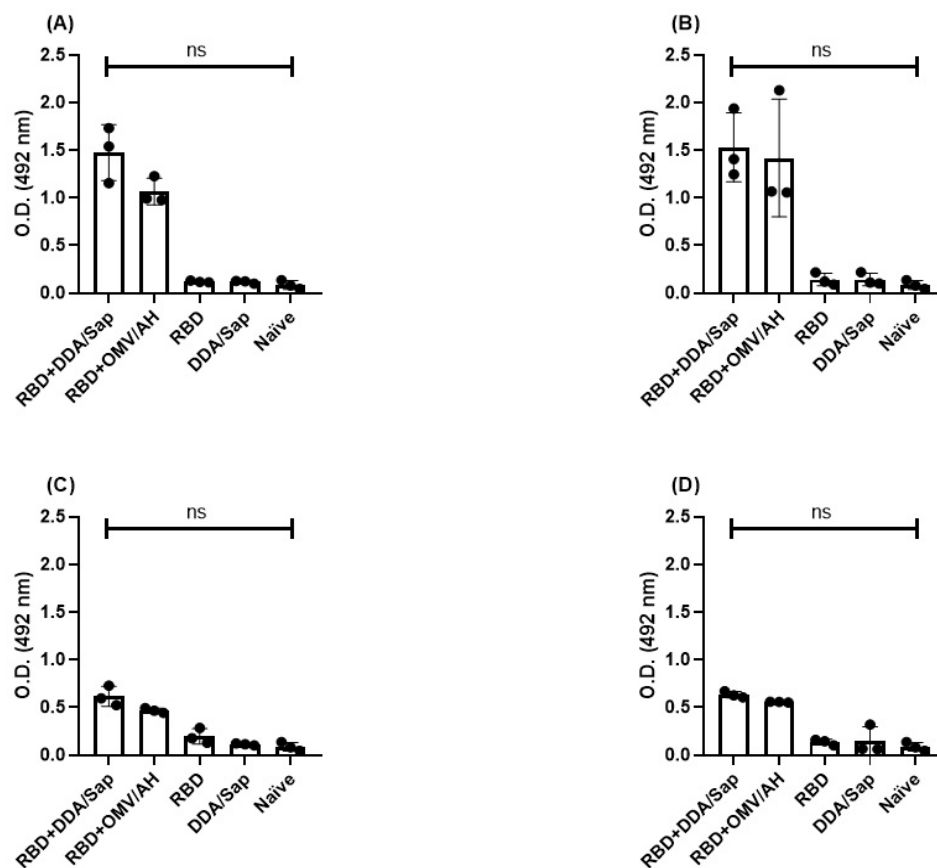 (A)
ns
2.5
2.0
1.5
1.0
0.5
0.0
O.D. (492 nm)
RBD+DDA/Sap
RBD+OMV/AH
RBD
DDA/Sap
Naïve
(B)
ns
2.5
2.0
1.5
1.0
0.5
0.0
O.D. (492 nm)
RBD+DDA/Sap
RBD+OMV/AH
RBD
DDA/Sap
Naïve
(C)
ns
2.5
2.0
1.5
1.0
0.5
0.0
O.D. (492 nm)
RBD+DDA/Sap
RBD+OMV/AH
RBD
DDA/Sap
Naïve
(D)
ns
2.5
2.0
1.5
1.0
0.5
0.0
O.D. (492 nm)
RBD+DDA/Sap
RBD+OMV/AH
RBD
DDA/Sap
Naïve